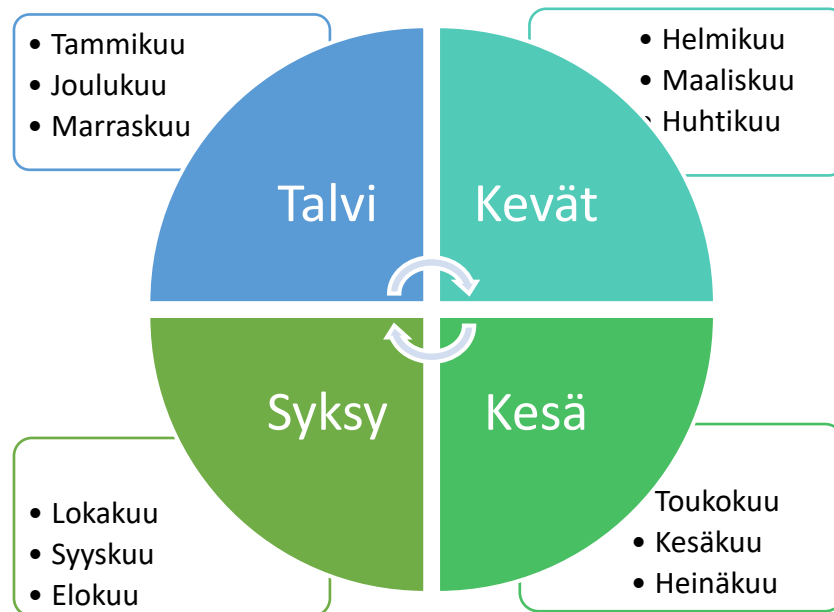 • Tammikuu
• Joulukuu
• Marraskuu
• Helmikuu
• Maaliskuu
• Huhtikuu
Talvi
Kevät
Syksy
Kesä
• Lokakuu
• Syyskuu
• Elokuu
Toukokuu
• Kesäkuu
• Heinäkuu